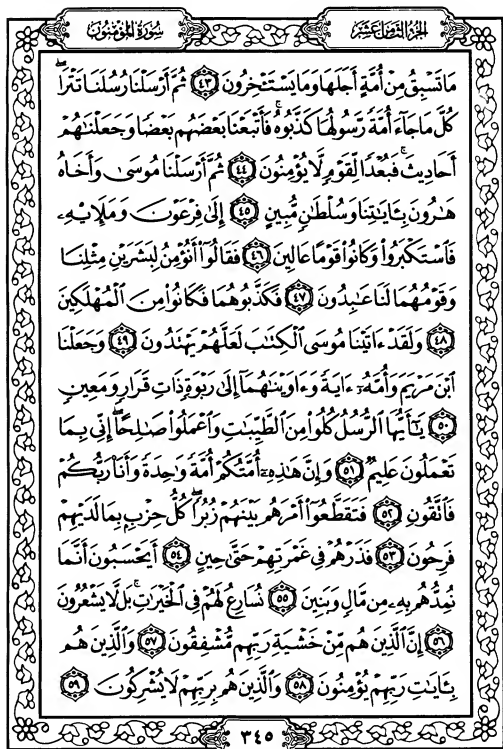 الجزء الثامن عشر
سورة المؤمنون
مَا تَسْبِقُ مِنْ أُمَّةٍ أَجَلَهَا وَمَا يَسْتَـْٔخِرُونَ ٤٣ ثُمَّ أَرْسَلْنَا رُسُلَنَا تَتْرَاۖ
كُلَّ مَا جَآءَ أُمَّةً رَّسُولُهَا كَذَّبُوهُۚ فَأَتْبَعْنَا بَعْضَهُم بَعْضًا وَجَعَلْنَٰهُمْ
أَحَادِيثَۚ فَبُعْدًا لِّقَوْمٍ لَّا يُؤْمِنُونَ ٤٤ ثُمَّ أَرْسَلْنَا مُوسَىٰ وَأَخَاهُ
هَٰرُونَ بِـَٔايَٰتِنَا وَسُلْطَٰنٍ مُّبِينٍ ٤٥ إِلَىٰ فِرْعَوْنَ وَمَلَإِي۟هِۦ
فَٱسْتَكْبَرُوا۟ وَكَانُوا۟ قَوْمًا عَالِينَ ٤٦ فَقَالُوٓا۟ أَنُؤْمِنُ لِبَشَرَيْنِ مِثْلِنَا
وَقَوْمُهُمَا لَنَا عَٰبِدُونَ ٤٧ فَكَذَّبُوهُمَا فَكَانُوا۟ مِنَ ٱلْمُهْلَكِينَ
٤٨ وَلَقَدْ ءَاتَيْنَا مُوسَى ٱلْكِتَٰبَ لَعَلَّهُمْ يَهْتَدُونَ ٤٩ وَجَعَلْنَا
ٱبْنَ مَرْيَمَ وَأُمَّهُۥٓ ءَايَةً وَءَاوَيْنَٰهُمَآ إِلَىٰ رَبْوَةٍ ذَاتِ قَرَارٍ وَمَعِينٍ
٥٠ يَٰٓأَيُّهَا ٱلرُّسُلُ كُلُوا۟ مِنَ ٱلطَّيِّبَٰتِ وَٱعْمَلُوا۟ صَٰلِحًاۖ إِنِّى بِمَا
تَعْمَلُونَ عَلِيمٌ ٥١ وَإِنَّ هَٰذِهِۦٓ أُمَّتُكُمْ أُمَّةً وَٰحِدَةً وَأَنَا۠ رَبُّكُمْ
فَٱتَّقُونِ ٥٢ فَتَقَطَّعُوٓا۟ أَمْرَهُم بَيْنَهُمْ زُبُرًاۖ كُلُّ حِزْبٍۭ بِمَا لَدَيْهِمْ
فَرِحُونَ ٥٣ فَذَرْهُمْ فِى غَمْرَتِهِمْ حَتَّىٰ حِينٍ ٥٤ أَيَحْسَبُونَ أَنَّمَا
نُمِدُّهُم بِهِۦ مِن مَّالٍ وَبَنِينَ ٥٥ نُسَارِعُ لَهُمْ فِى ٱلْخَيْرَٰتِۚ بَل لَّا يَشْعُرُونَ
٥٦ إِنَّ ٱلَّذِينَ هُم مِّنْ خَشْيَةِ رَبِّهِم مُّشْفِقُونَ ٥٧ وَٱلَّذِينَ هُم
بِـَٔايَٰتِ رَبِّهِمْ يُؤْمِنُونَ ٥٨ وَٱلَّذِينَ هُم بِرَبِّهِمْ لَا يُشْرِكُونَ ٥٩
٣٤٥